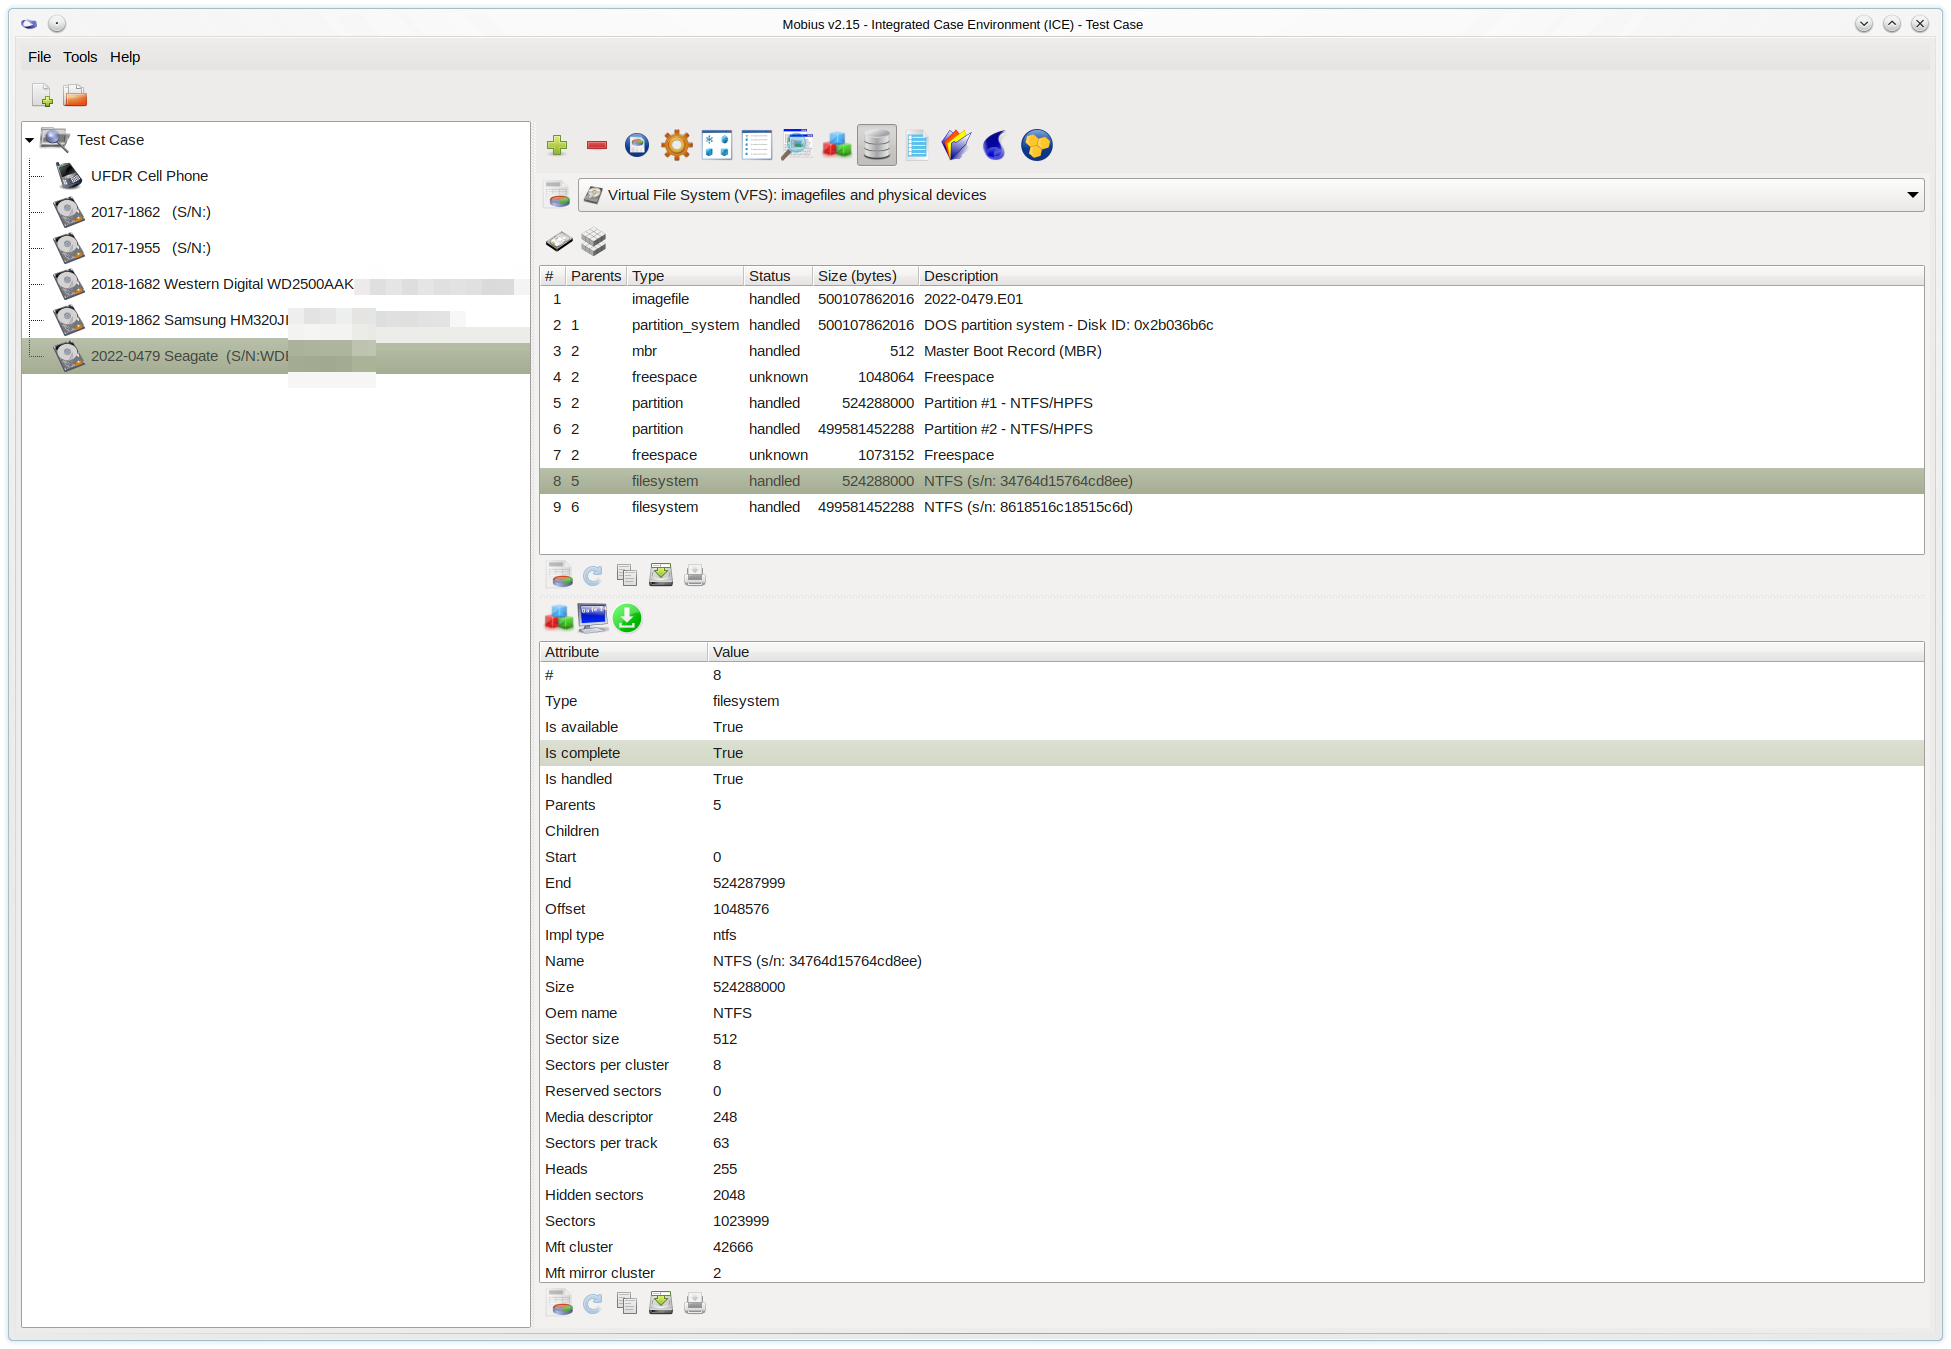 Mobius v2.15 - Integrated Case Environment (ICE) - Test Case
File Tools Help
Test Case
UFDR Cell Phone
2017-1862 (S/N:)
2017-1955 (S/N:)
2018-1682 Western Digital WD2500AAK
2019-1862 Samsung
2022-0479 Seagate
Virtual File System (VFS): imagefiles and physical devices
# Parents Type Status Size (bytes) Description
1 imagefile handled 500107862016 2022-0479.E01
2 1 partition_system handled 500107862016 DOS partition system - Disk ID: 0x2b036b6c
3 2 mbr handled 512 Master Boot Record (MBR)
4 2 freespace unknown 1048064 Freespace
5 2 partition handled 524288000 Partition #1 - NTFS/HPFS
6 2 partition handled 499581452288 Partition #2 - NTFS/HPFS
7 2 freespace unknown 1073152 Freespace
8 5 filesystem handled 524288000 NTFS (s/n: 34764d15764cd8ee)
9 6 filesystem handled 499581452288 NTFS (s/n: 8618516c18515c6d)
Attribute Value
# 8
Type filesystem
Is available True
Is complete True
Is handled True
Parents 5
Children
Start 0
End 524287999
Offset 1048576
Impl type ntfs
Name NTFS (s/n: 34764d15764cd8ee)
Size 524288000
Oem name NTFS
Sector size 512
Sectors per cluster 8
Reserved sectors 0
Media descriptor 248
Sectors per track 63
Heads 255
Hidden sectors 2048
Sectors 1023999
Mft cluster 42666
Mft mirror cluster 2